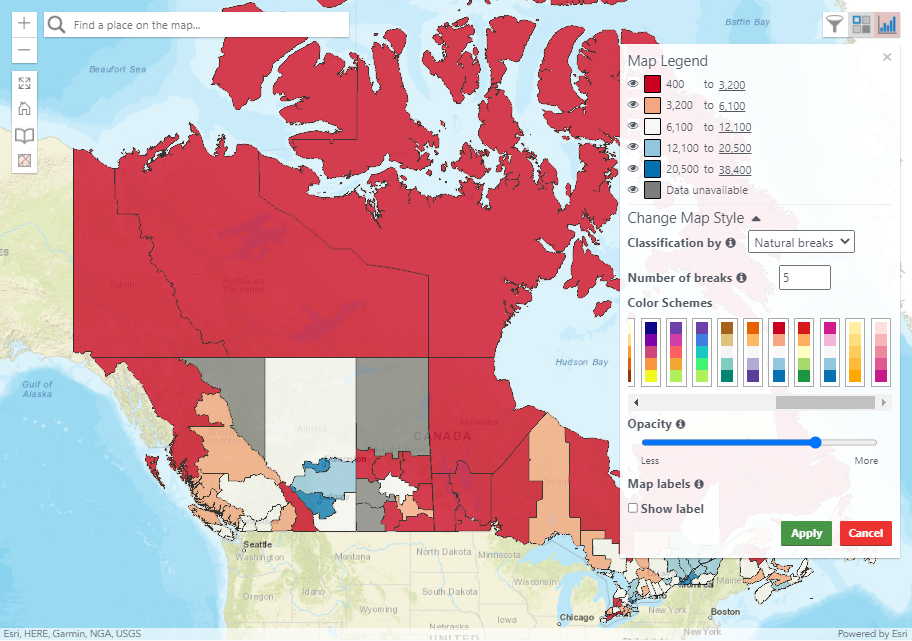 +
Find a place on the map...
−
Baffin Bay
Beaufort Sea
Map Legend
×
400 to 3,200
3,200 to 6,100
6,100 to 12,100
12,100 to 20,500
20,500 to 38,400
Data unavailable
Change Map Style
Classification by
Natural breaks
Number of breaks
5
Color Schemes
Opacity
Less
More
Map labels
Show label
Apply
Cancel
Yukon
Northwest
Territories
Hudson Bay
Gulf of
Alaska
Alberta
CANADA
Manitoba
Seattle
Washington
Montana
North Dakota
Minnesota
Oregon
Idaho
South Dakota
Wisconsin
Wyoming
Iowa
Nebraska
Chicago
New York
Boston
Maine
New York
UNITED
Esri, HERE, Garmin, NGA, USGS
Powered by Esri